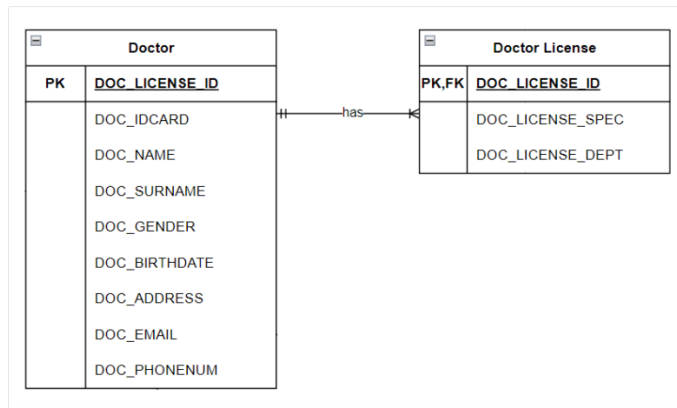 Doctor
PK DOC_LICENSE_ID
DOC_IDCARD
DOC_NAME
DOC_SURNAME
DOC_GENDER
DOC_BIRTHDATE
DOC_ADDRESS
DOC_EMAIL
DOC_PHONENUM
has
Doctor License
PK,FK DOC_LICENSE_ID
DOC_LICENSE_SPEC
DOC_LICENSE_DEPT